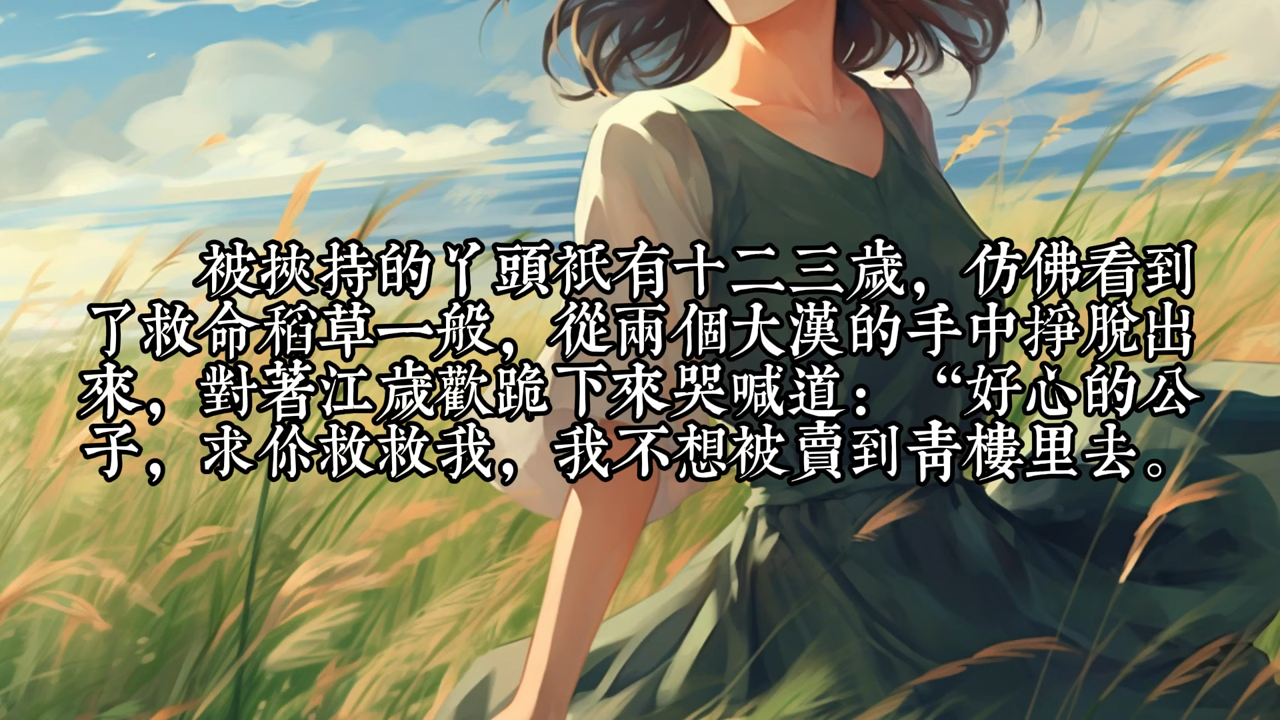 被挾持的丫頭衹有十二三歲，仿佛看到
了救命稻草一般，從兩個大漢的手中掙脫出
來，對著江歲歡跪下來哭喊道：“好心的公
子，求你救救我，我不想被賣到青樓里去。